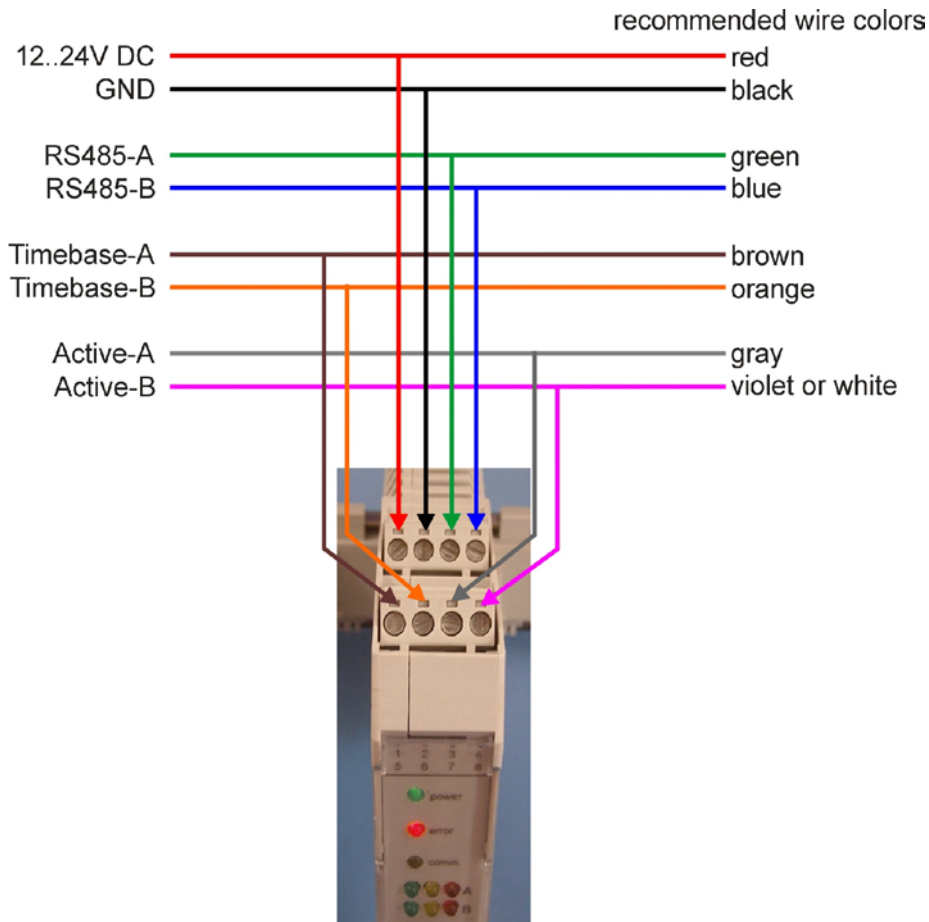 recommended wire colors
12..24V DC red
GND black
RS485-A green
RS485-B blue
Timebase-A brown
Timebase-B orange
Active-A gray
Active-B violet or white
1 2 3 4
5 6 7 8
power
error
comm.
A
B